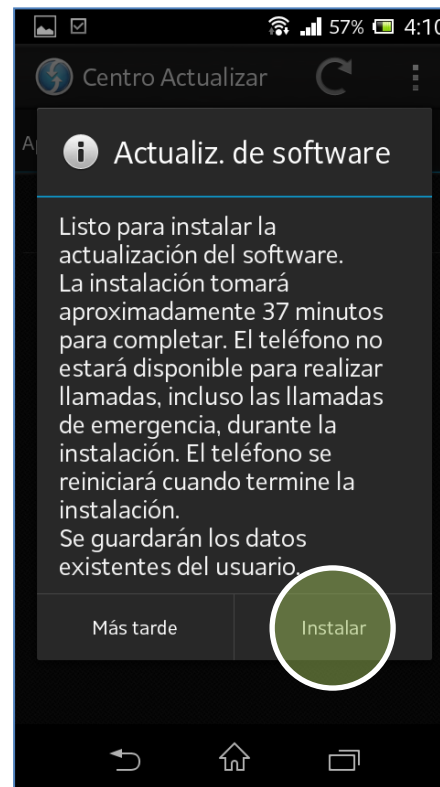 57% 4:10
Centro Actualizar
Actualiz. de software
Listo para instalar la
actualización del software.
La instalación tomará
aproximadamente 37 minutos
para completar. El teléfono no
estará disponible para realizar
llamadas, incluso las llamadas
de emergencia, durante la
instalación. El teléfono se
reiniciará cuando termine la
instalación.
Se guardarán los datos
existentes del usuario.
Más tarde Instalar